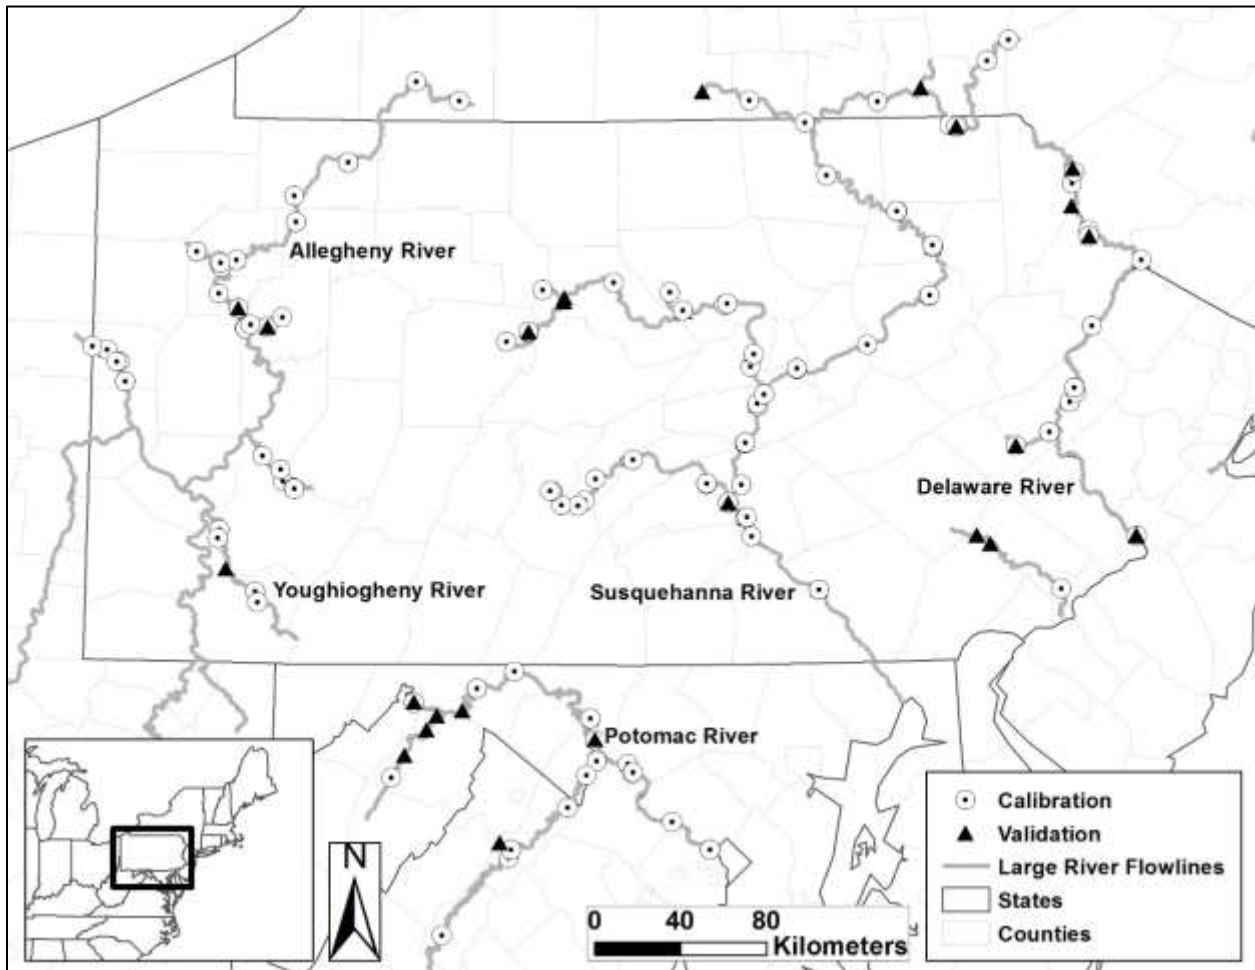 Allegheny River
Delaware River
Youghiogheny River
Susquehanna River
Potomac River
Calibration
Validation
Large River Flowlines
States
Counties
N
0 40 80
Kilometers